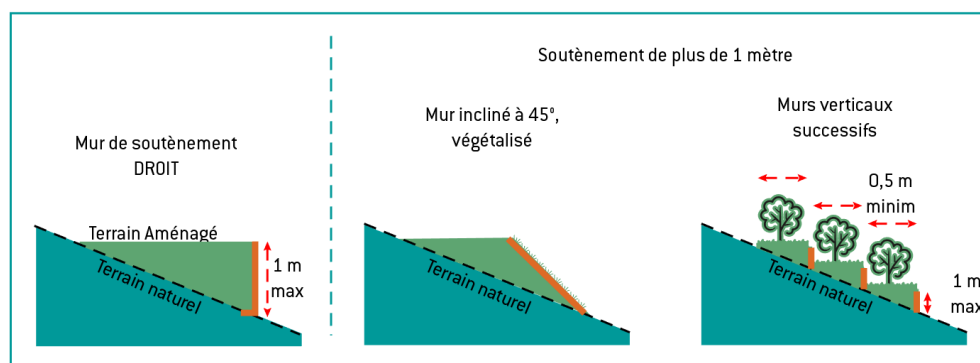 Soutènement de plus de 1 mètre
Mur de soutènement
DROIT
Terrain Aménagé
1 m
max
Terrain naturel
Mur incliné à 45°,
végétalisé
Terrain naturel
Murs verticaux
successifs
0,5 m
minim
Terrain naturel
1 m
max